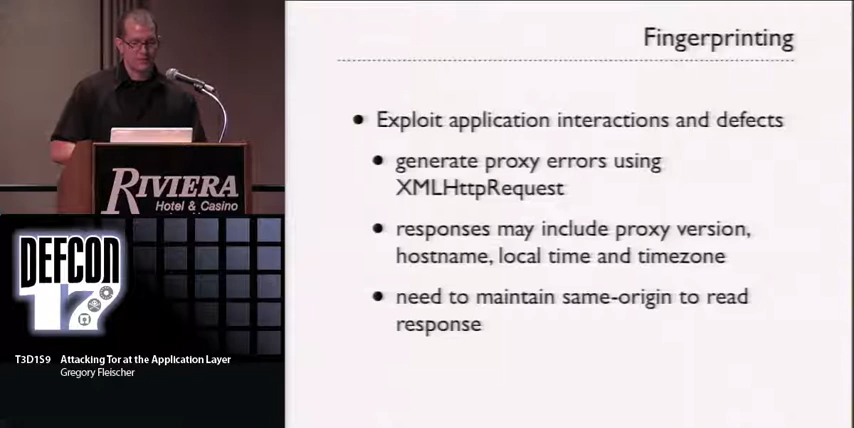 Fingerprinting
• Exploit application interactions and defects
• generate proxy errors using
XMLHttpRequest
• responses may include proxy version,
hostname, local time and timezone
• need to maintain same-origin to read
response
RIVIERA
Hotel & Casino
DEFCON
17
T3D1S9 Attacking Tor at the Application Layer
Gregory Fleischer